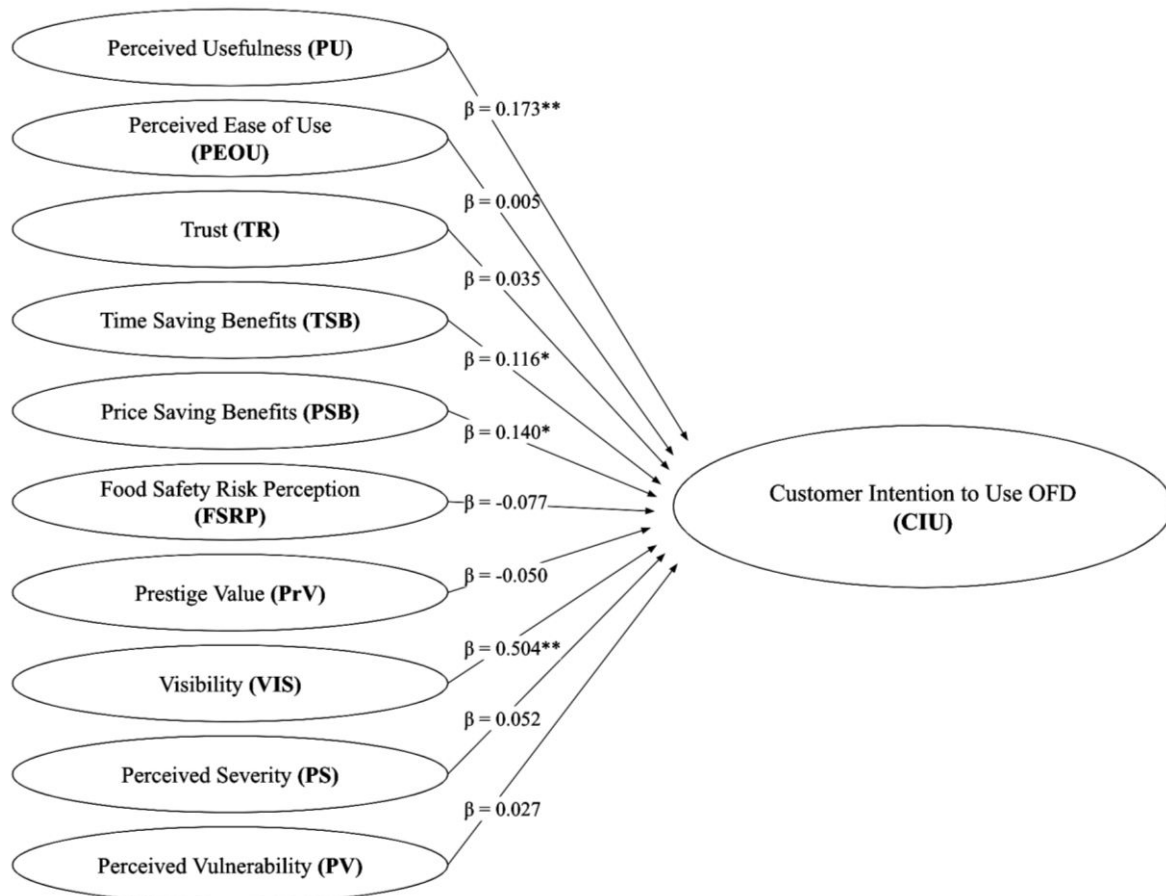 Perceived Usefulness (PU)
β = 0.173**
Perceived Ease of Use
(PEOU)
β = 0.005
Trust (TR)
β = 0.035
Time Saving Benefits (TSB)
β = 0.116*
Price Saving Benefits (PSB)
β = 0.140*
Food Safety Risk Perception
(FSRP)
β = -0.077
Customer Intention to Use OFD
(CIU)
β = -0.050
Prestige Value (PrV)
β = 0.504**
Visibility (VIS)
β = 0.052
Perceived Severity (PS)
β = 0.027
Perceived Vulnerability (PV)